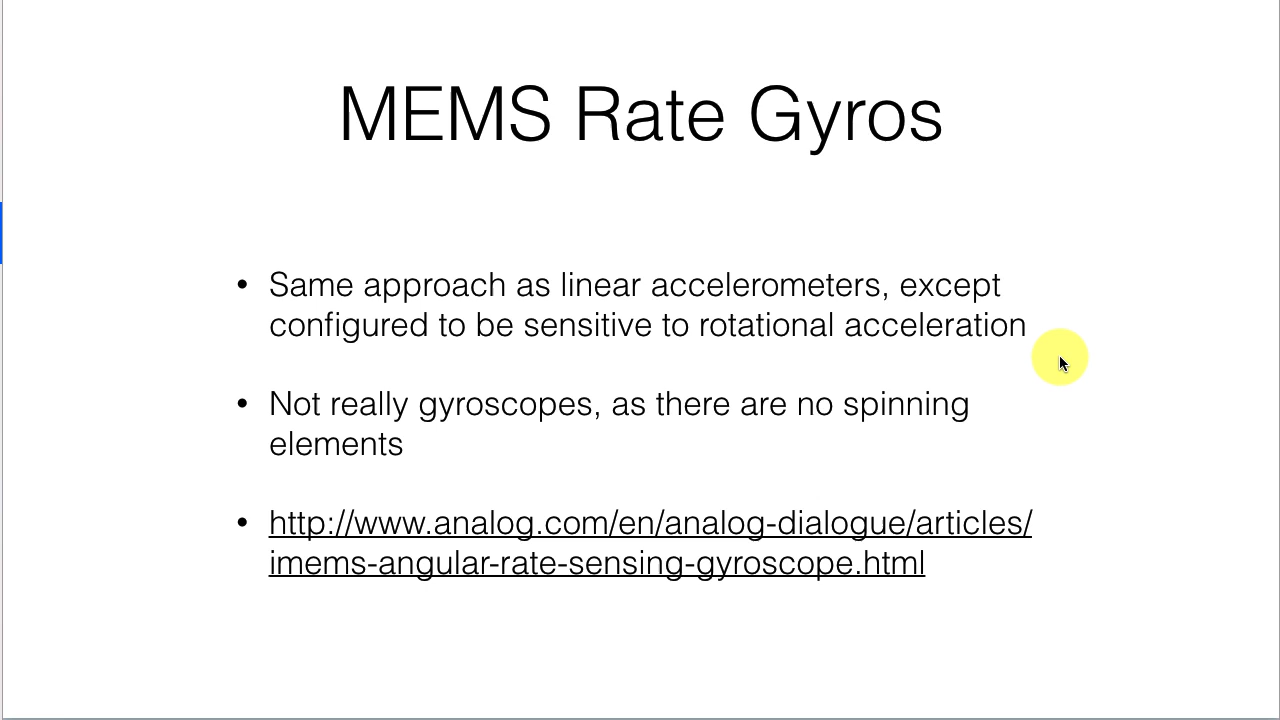 MEMS Rate Gyros
• Same approach as linear accelerometers, except
configured to be sensitive to rotational acceleration
• Not really gyroscopes, as there are no spinning
elements
• http://www.analog.com/en/analog-dialogue/articles/
imems-angular-rate-sensing-gyroscope.html